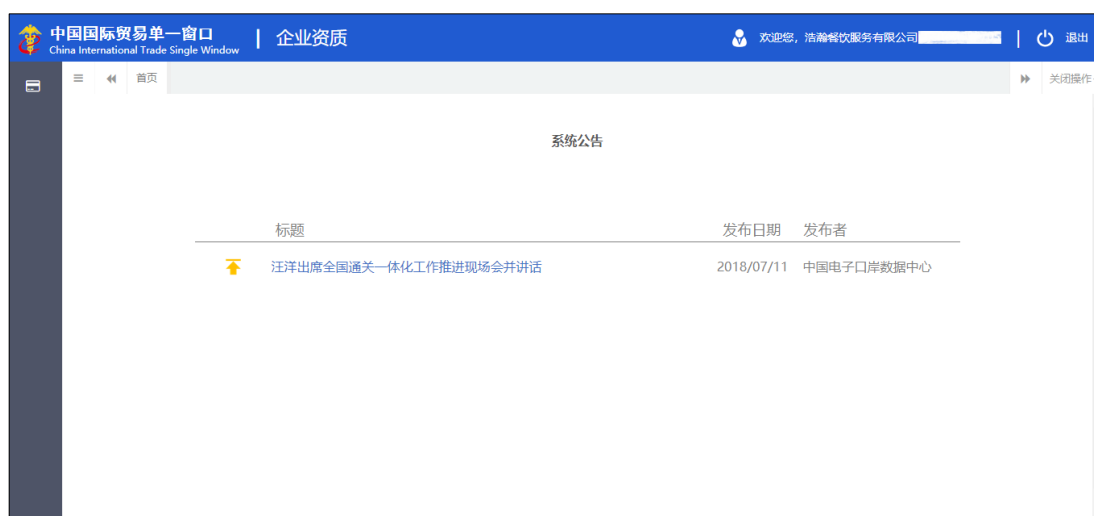 中国国际贸易单一窗口
China International Trade Single Window
企业资质
欢迎您，浩瀚餐饮服务有限公司
退出
首页
关闭操作
系统公告
标题 发布日期 发布者
汪洋出席全国通关一体化工作推进现场会并讲话 2018/07/11 中国电子口岸数据中心